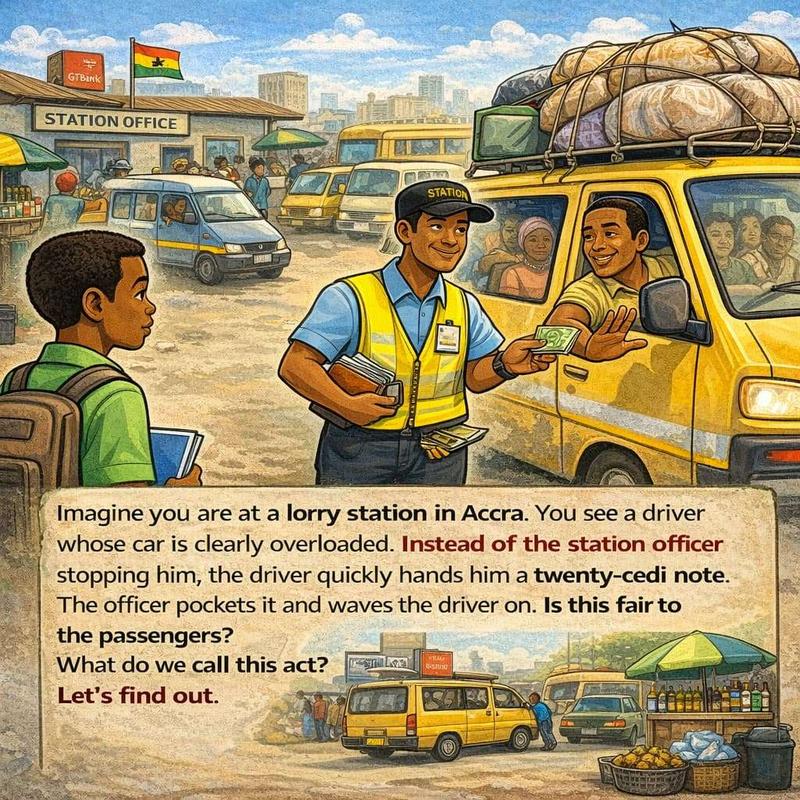 GTBank
STATION OFFICE
STATION
Imagine you are at a lorry station in Accra. You see a driver
whose car is clearly overloaded. Instead of the station officer
stopping him, the driver quickly hands him a twenty-cedi note.
The officer pockets it and waves the driver on. Is this fair to
the passengers?
What do we call this act?
Let's find out.